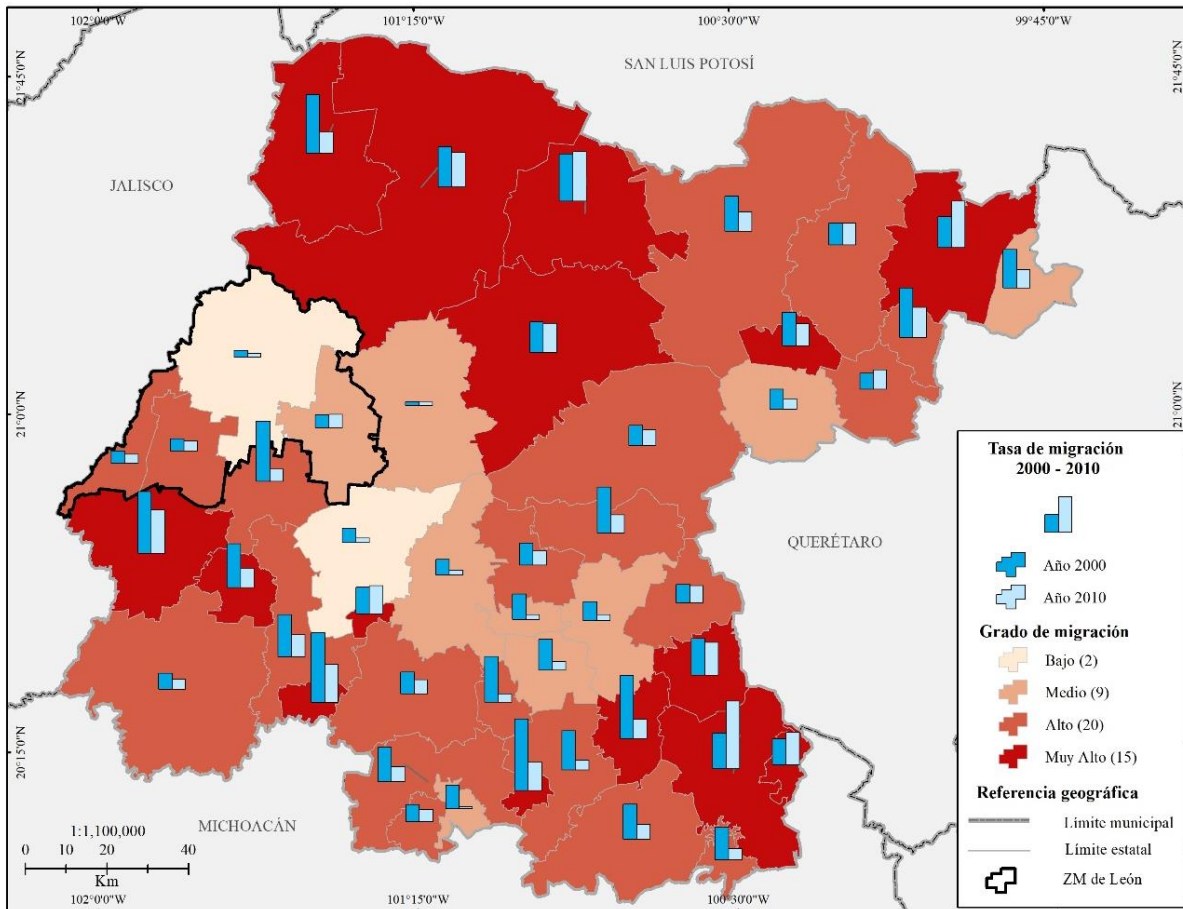 102°0'0"W
101°15'0"W
100°30'0"W
99°45'0"W
21°45'0"N
21°45'0"N
SAN LUIS POTOSÍ
JALISCO
21°0'0"N
21°0'0"N
QUERÉTARO
Tasa de migración
2000 - 2010
Año 2000
Año 2010
Grado de migración
Bajo (2)
Medio (9)
Alto (20)
Muy Alto (15)
Referencia geográfica
Límite municipal
Límite estatal
ZM de León
20°15'0"N
20°15'0"N
MICHOACÁN
1:1,100,000
0 10 20 40
Km
102°0'0"W
101°15'0"W
100°30'0"W